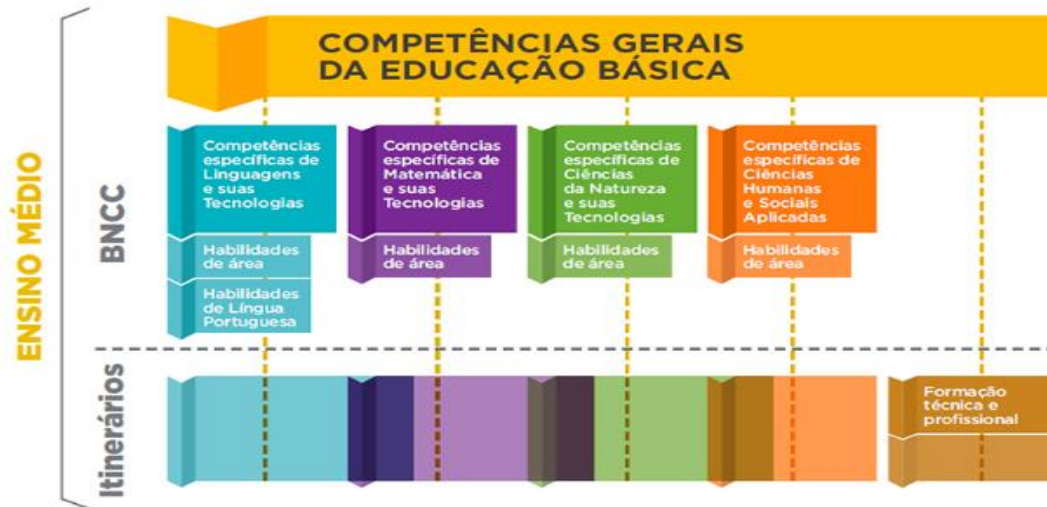 COMPETÊNCIAS GERAIS
DA EDUCAÇÃO BÁSICA
ENSINO MÉDIO
BNCC
Competências
específicas de
Linguagens
e suas
Tecnologias
Habilidades
de área
Habilidades
de Língua
Portuguesa
Competências
específicas de
Matemática
e suas
Tecnologias
Habilidades
de área
Competências
específicas de
Ciências
da Natureza
e suas
Tecnologias
Habilidades
de área
Competências
específicas de
Ciências
Humanas
e Sociais
Aplicadas
Habilidades
de área
Itinerários
Formação
técnica e
profissional